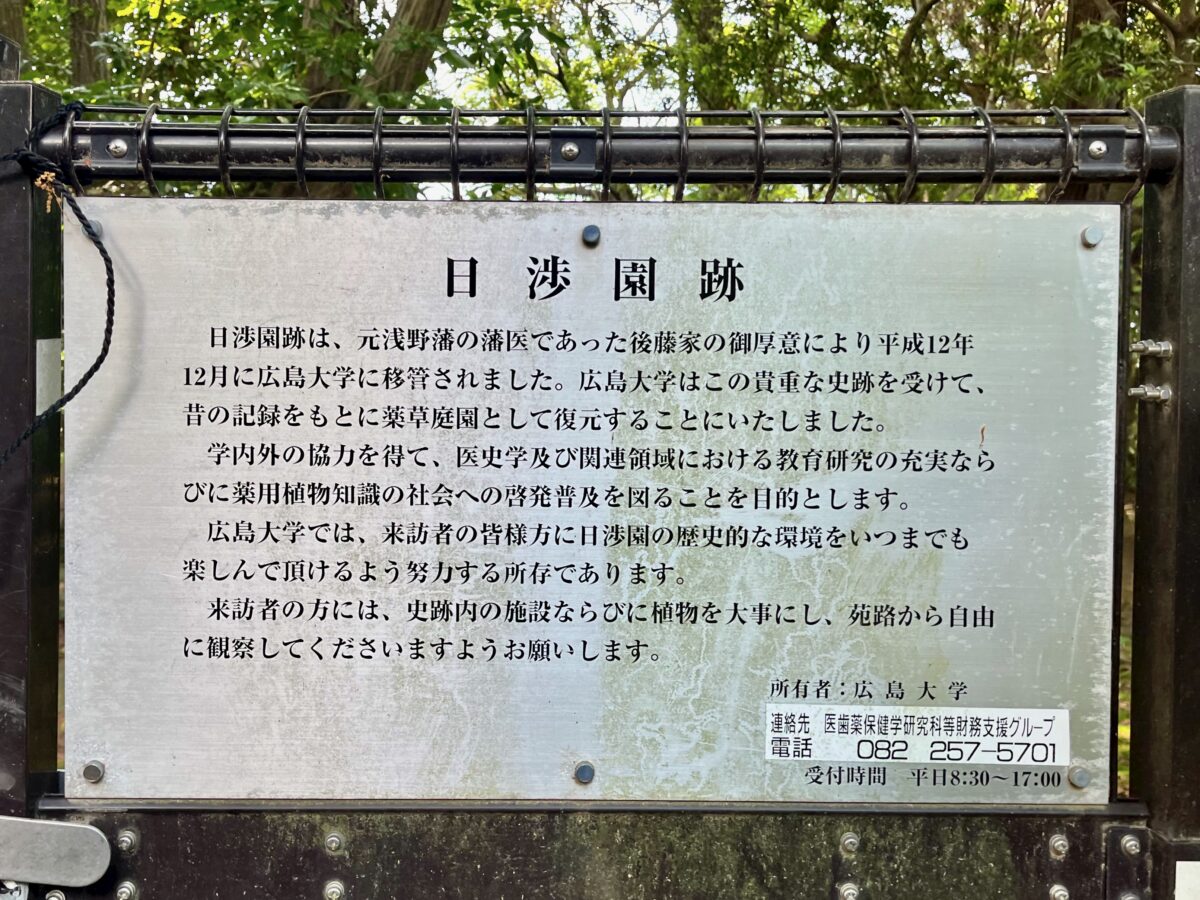 日渉園跡
日渉園跡は、元浅野藩の藩医であった後藤家の御厚意により平成12年
12月に広島大学に移管されました。広島大学はこの貴重な史跡を受けて、
昔の記録をもとに薬草庭園として復元することにいたしました。
学内外の協力を得て、医史学及び関連領域における教育研究の充実なら
びに薬用植物知識の社会への啓発普及を図ることを目的とします。
広島大学では、来訪者の皆様方に日渉園の歴史的な環境をいつまでも
楽しんで頂けるよう努力する所存であります。
来訪者の方には、史跡内の施設ならびに植物を大事にし、苑路から自由
に観察してくださいますようお願いします。
所有者：広島大学
連絡先 医歯薬保健学研究科等財務支援グループ
電話 082 257-5701
受付時間 平日8:30〜17:00